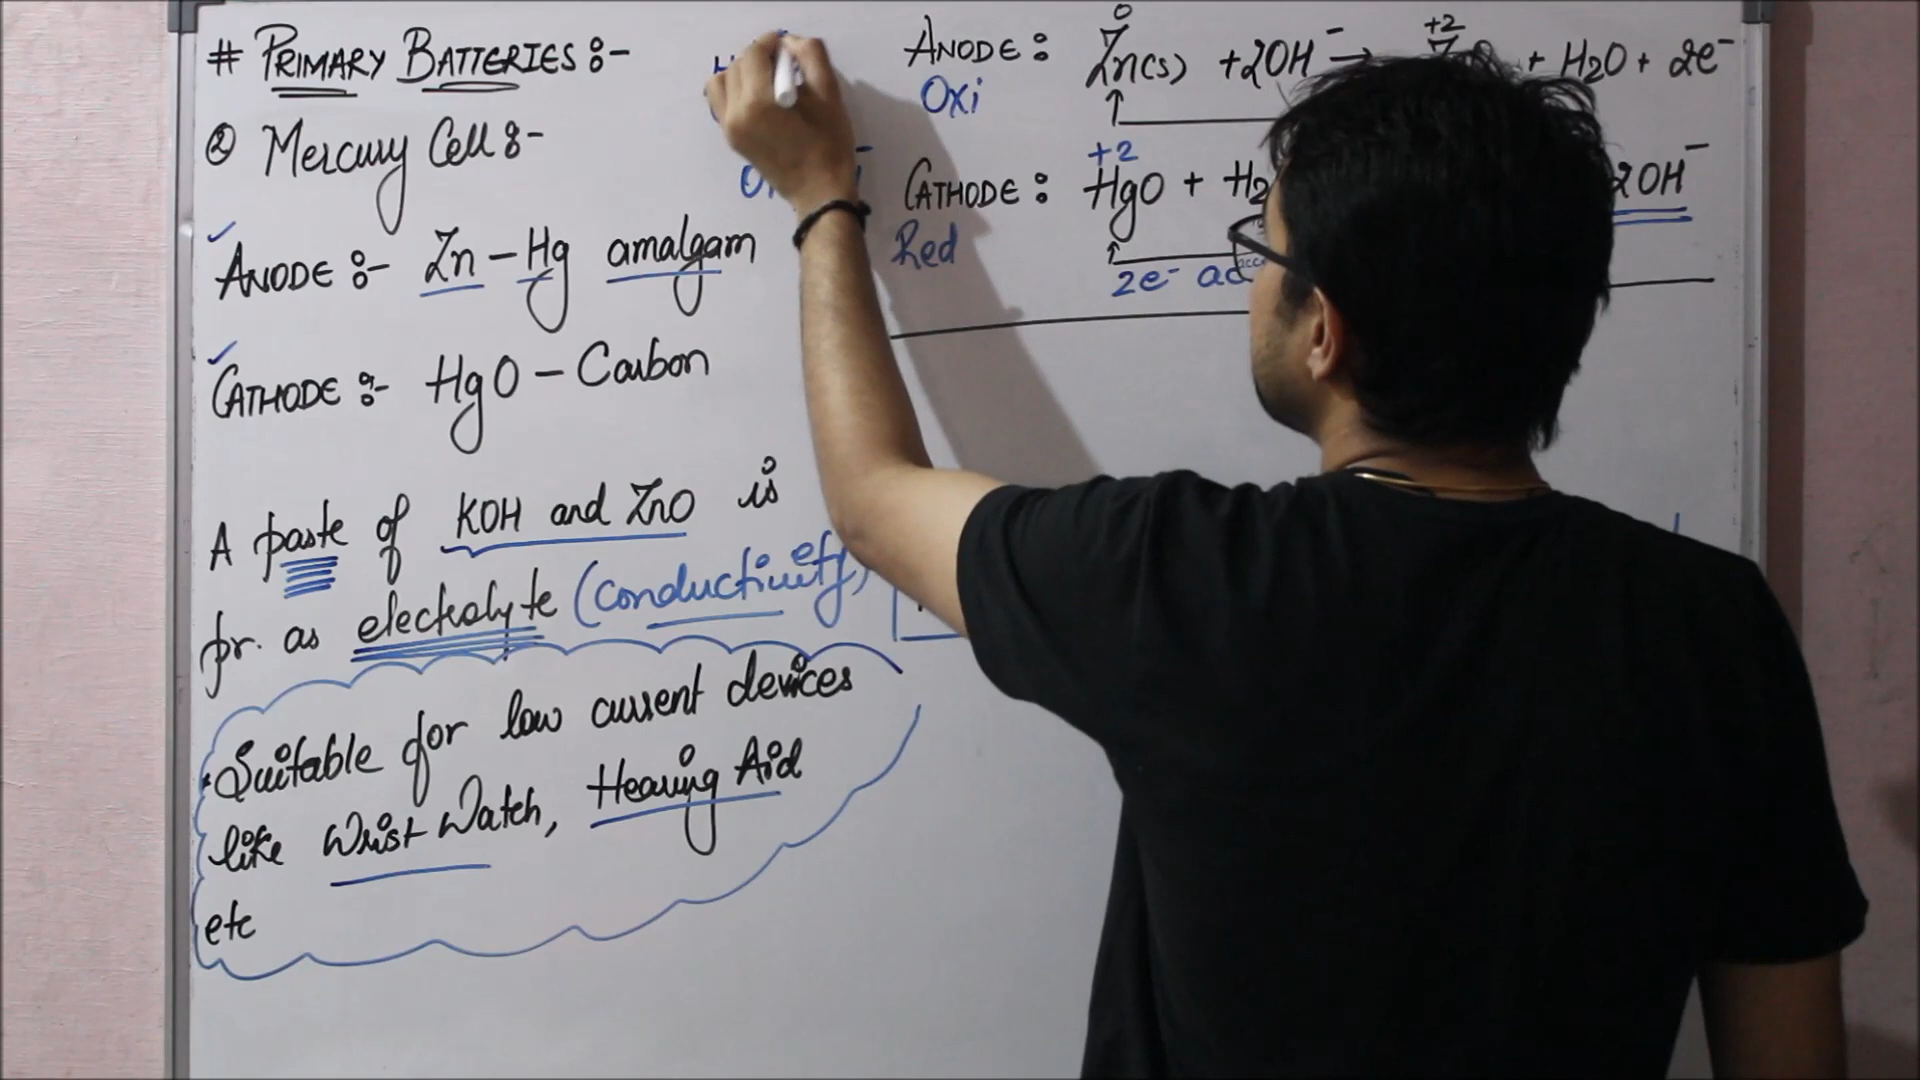 # PRIMARY BATTERIES :-
② Mercury Cell :-
ANODE :- Zn - Hg amalgam
CATHODE :- HgO - Carbon
A paste of KOH and ZnO is
pr. as electrolyte (conductivity)
Suitable for low current devices
like Wrist Watch, Hearing Aid
etc
ANODE : Zn(s) + 2OH⁻ → + H2O + 2e⁻
0
+2
Oxi
+2
CATHODE : HgO + H2 2OH⁻
Red
2e⁻